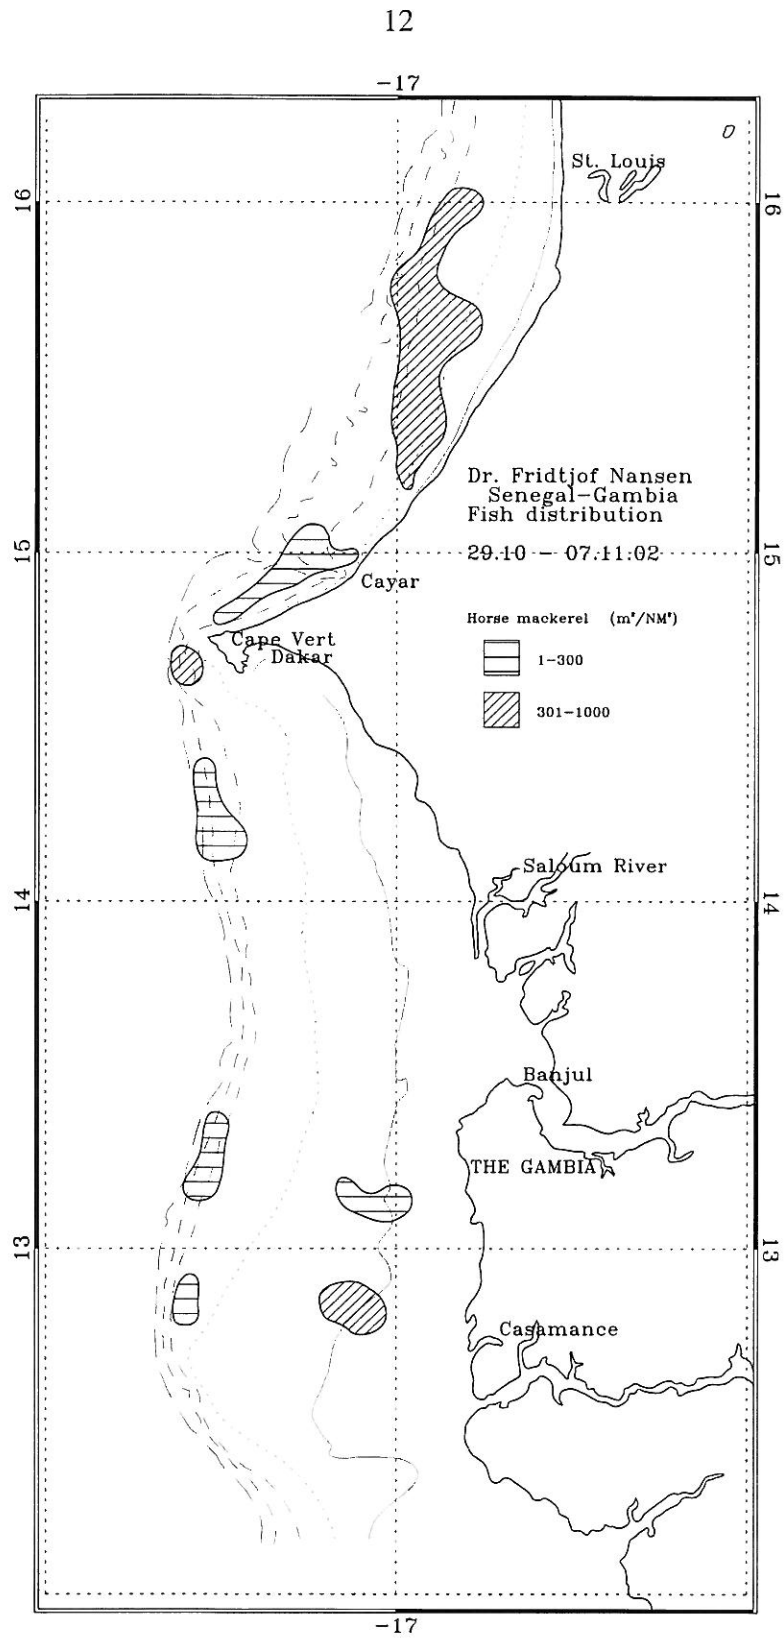 12
-17
St. Louis
16
16
Dr. Fridtjof Nansen
Senegal-Gambia
Fish distribution
15
29.10 - 07.11.02
15
Cayar
Horse mackerel (m²/NM²)
Cape Vert
Dakar
1-300
301-1000
Saloum River
14
14
Banjul
THE GAMBIA
13
13
Casamance
-17